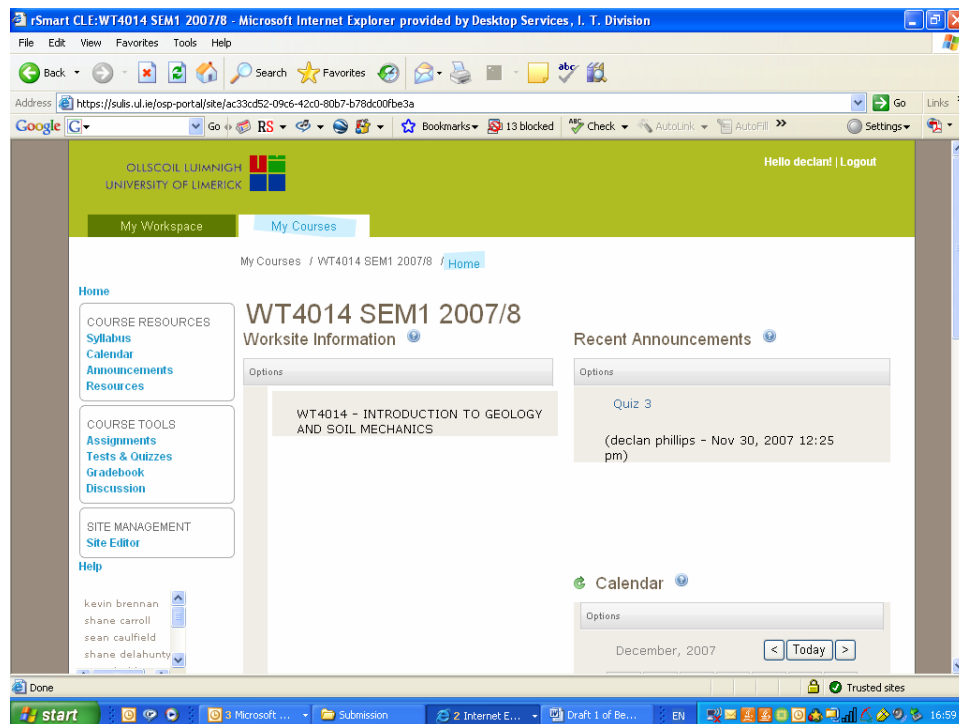 rSmart CLE:WT4014 SEM1 2007/8 - Microsoft Internet Explorer provided by Desktop Services, I. T. Division
File Edit View Favorites Tools Help
Back Search Favorites
Address https://sulis.ul.ie/osp-portal/site/ac33cd52-09c6-42c0-80b7-b78dc00fbe3a Go Links
Google G Go RS Bookmarks 13 blocked Check AutoLink AutoFill Settings
OLLSCOIL LUIMNIGH
UNIVERSITY OF LIMERICK
Hello declan! | Logout
My Workspace My Courses
My Courses / WT4014 SEM1 2007/8 / Home
Home
COURSE RESOURCES
Syllabus
Calendar
Announcements
Resources
COURSE TOOLS
Assignments
Tests & Quizzes
Gradebook
Discussion
SITE MANAGEMENT
Site Editor
Help
kevin brennan
shane carroll
sean caulfield
shane delahunty
WT4014 SEM1 2007/8
Worksite Information
Options
WT4014 - INTRODUCTION TO GEOLOGY
AND SOIL MECHANICS
Recent Announcements
Options
Quiz 3
(declan phillips - Nov 30, 2007 12:25
pm)
Calendar
Options
December, 2007 < Today >
Done Trusted sites
start 3 Microsoft ... Submission 2 Internet E... Draft 1 of Be... EN 16:59